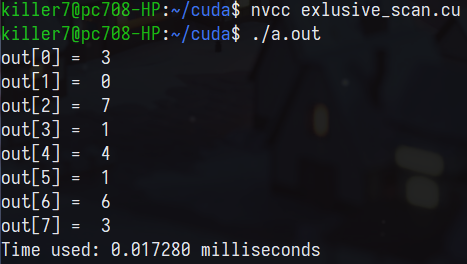 killer7@pc708-HP:~/cuda$ nvcc exlusive_scan.cu
killer7@pc708-HP:~/cuda$ ./a.out
out[0] =  3
out[1] =  0
out[2] =  7
out[3] =  1
out[4] =  4
out[5] =  1
out[6] =  6
out[7] =  3
Time used: 0.017280 milliseconds